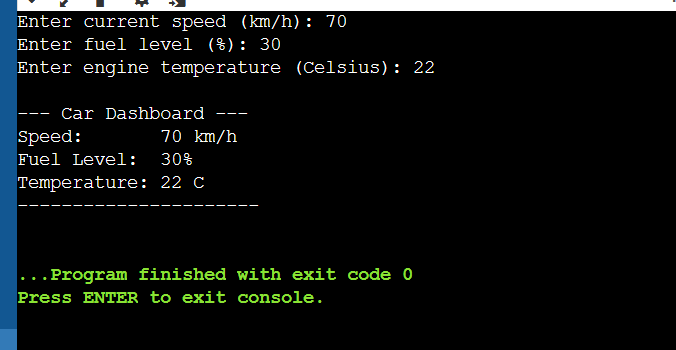 Enter current speed (km/h): 70
Enter fuel level (%): 30
Enter engine temperature (Celsius): 22
--- Car Dashboard ---
Speed:       70 km/h
Fuel Level:  30%
Temperature: 22 C
----------------------
...Program finished with exit code 0
Press ENTER to exit console.